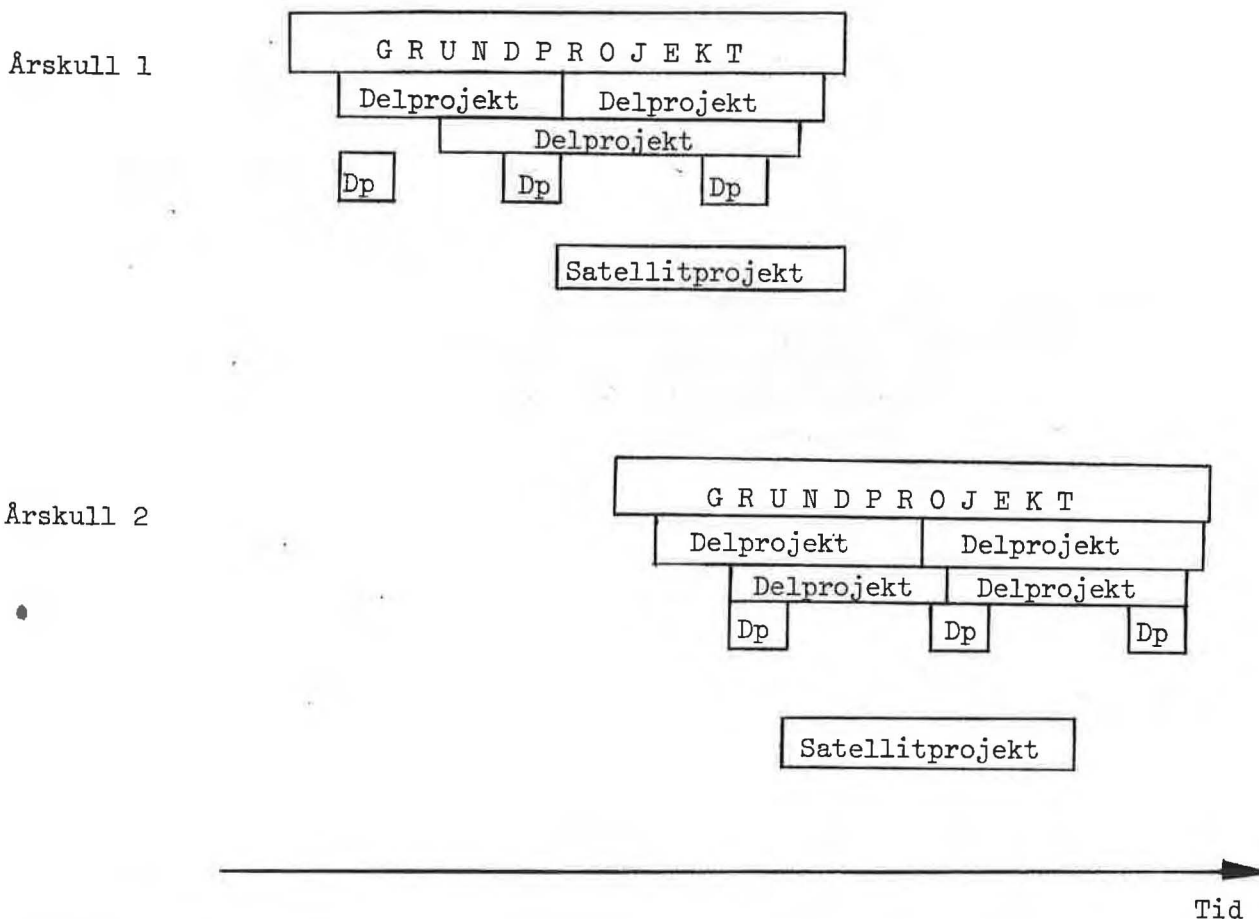 G R U N D P R O J E K T
Årskull 1
Delprojekt Delprojekt
Delprojekt
Dp Dp Dp
Satellitprojekt
G R U N D P R O J E K T
Årskull 2
Delprojekt Delprojekt
Delprojekt Delprojekt
Dp Dp Dp
Satellitprojekt
Tid